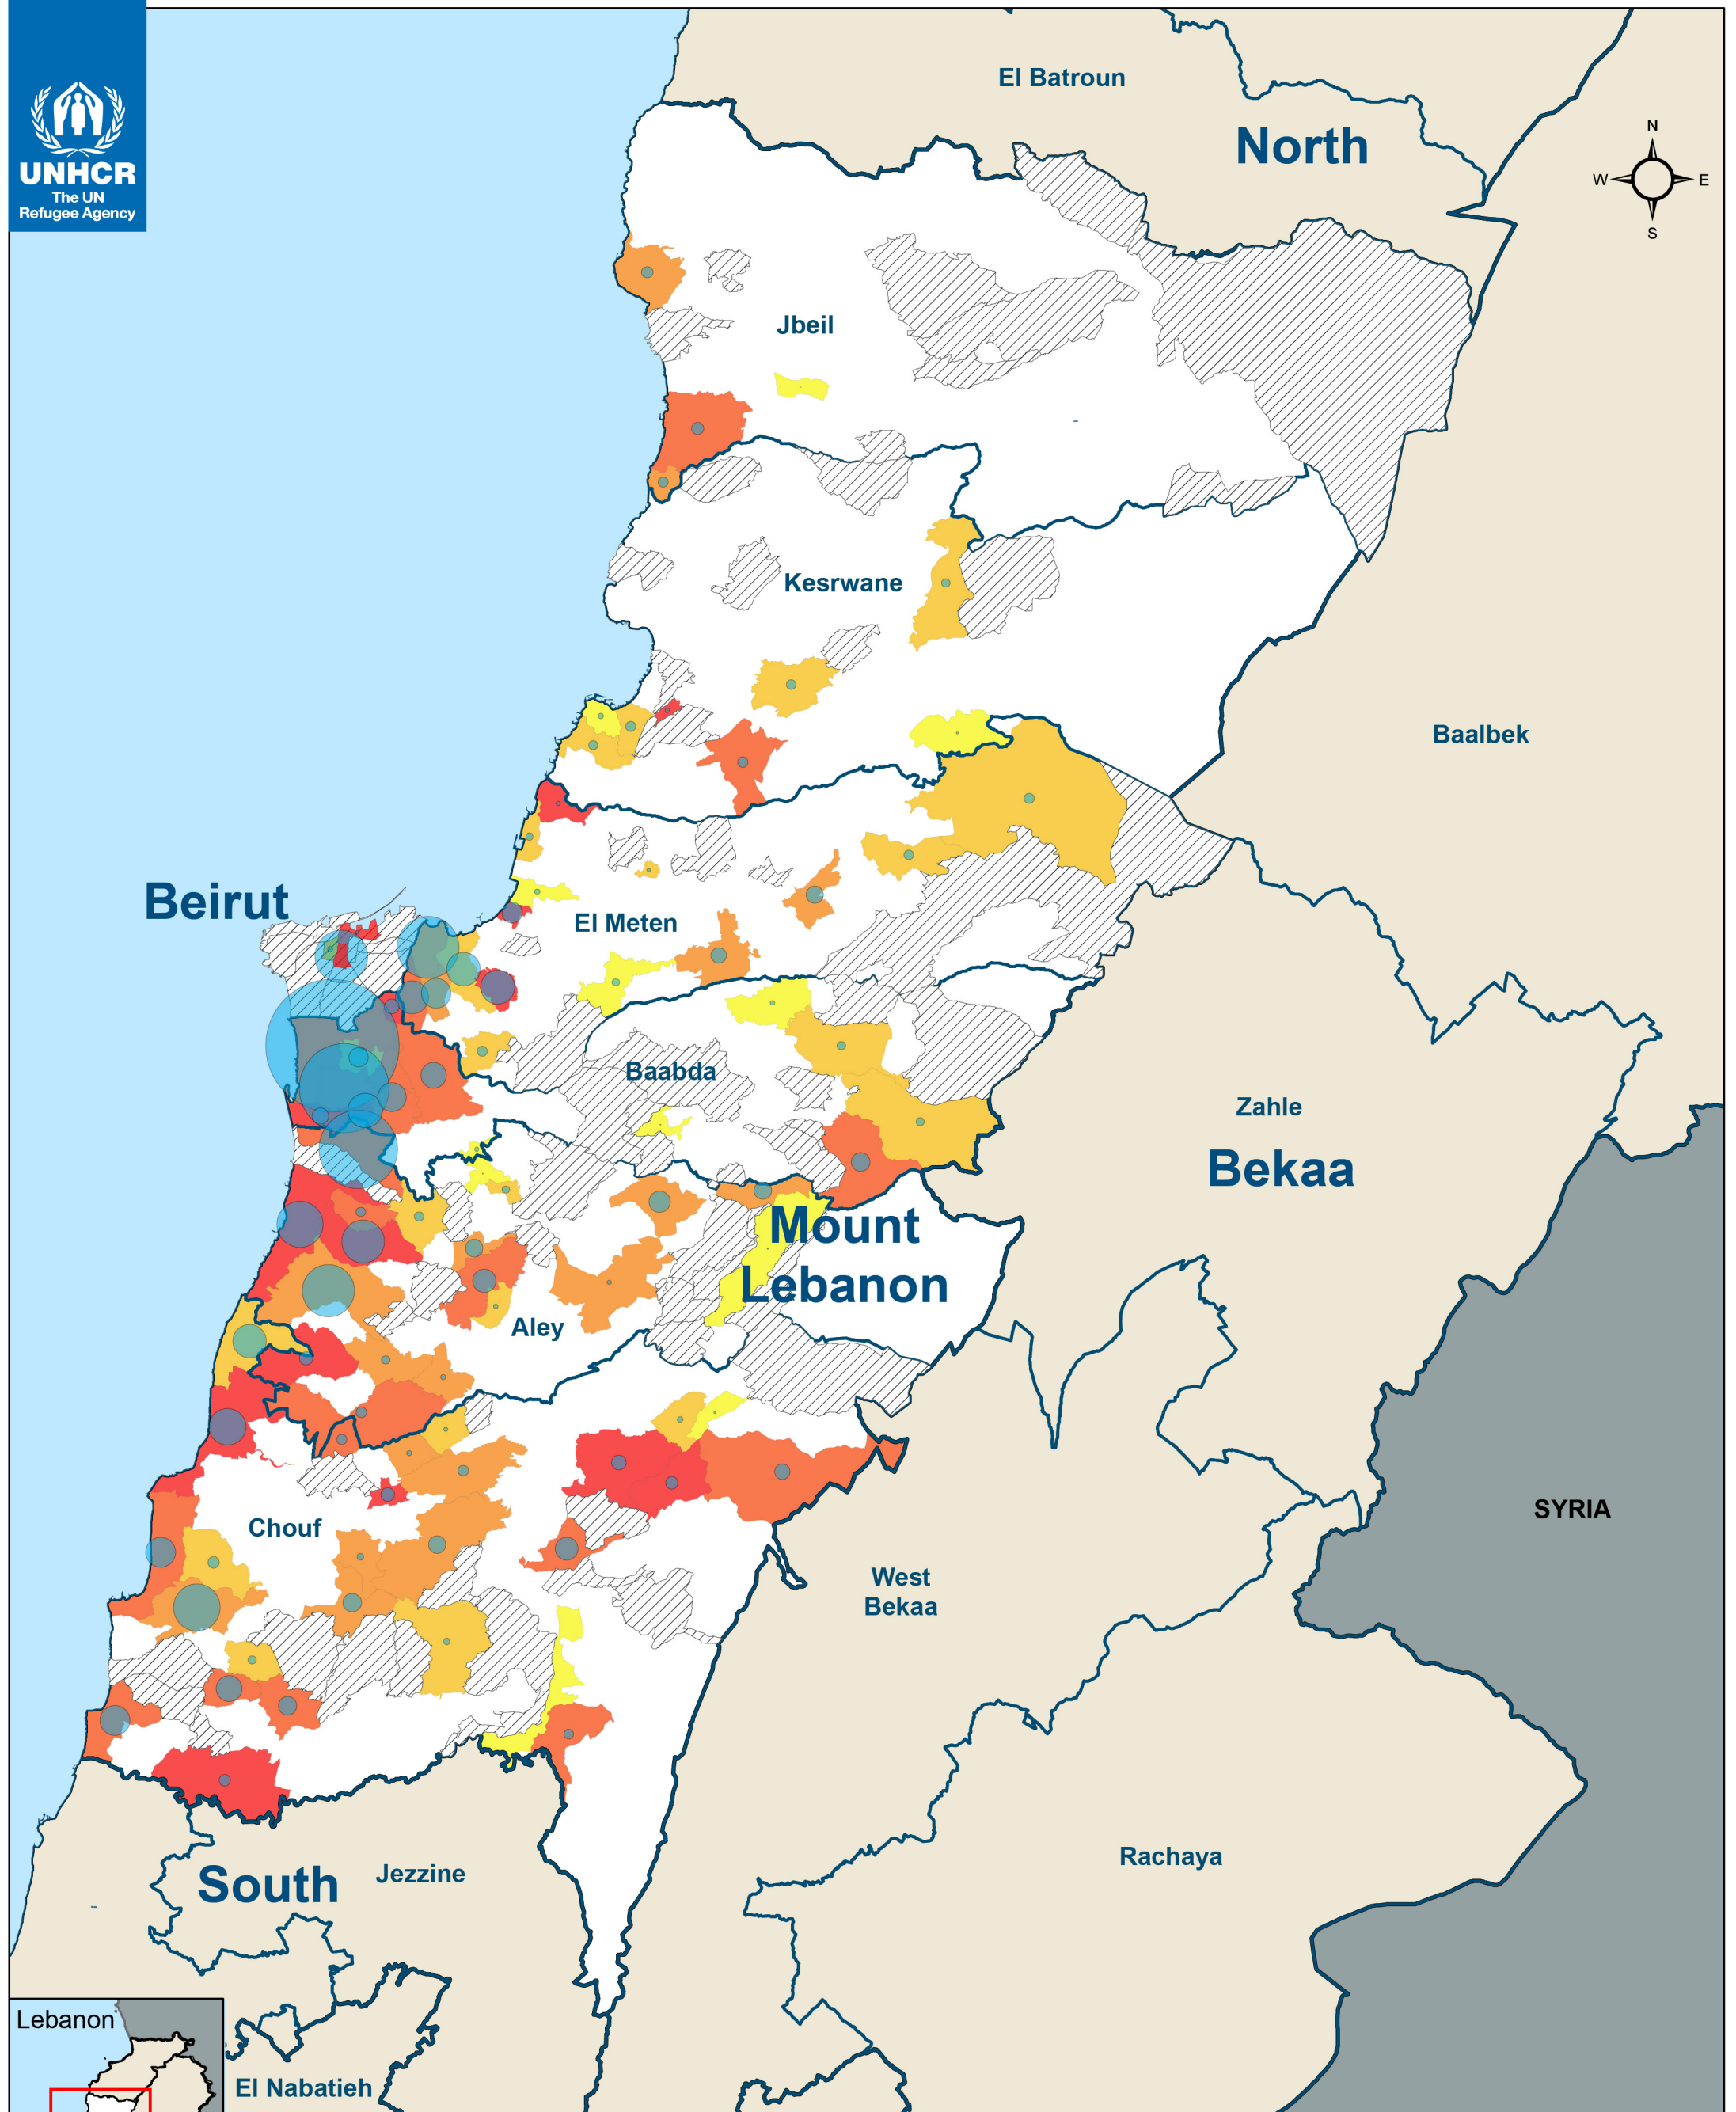 El Batroun
North
N
W
E
S
UNHCR
The UN
Refugee Agency
Jbeil
Kesrwane
Baalbek
Beirut
El Meten
Baabda
Zahle
Bekaa
Mount
Lebanon
Aley
SYRIA
Chouf
West
Bekaa
Rachaya
South
Jezzine
Lebanon
El Nabatieh